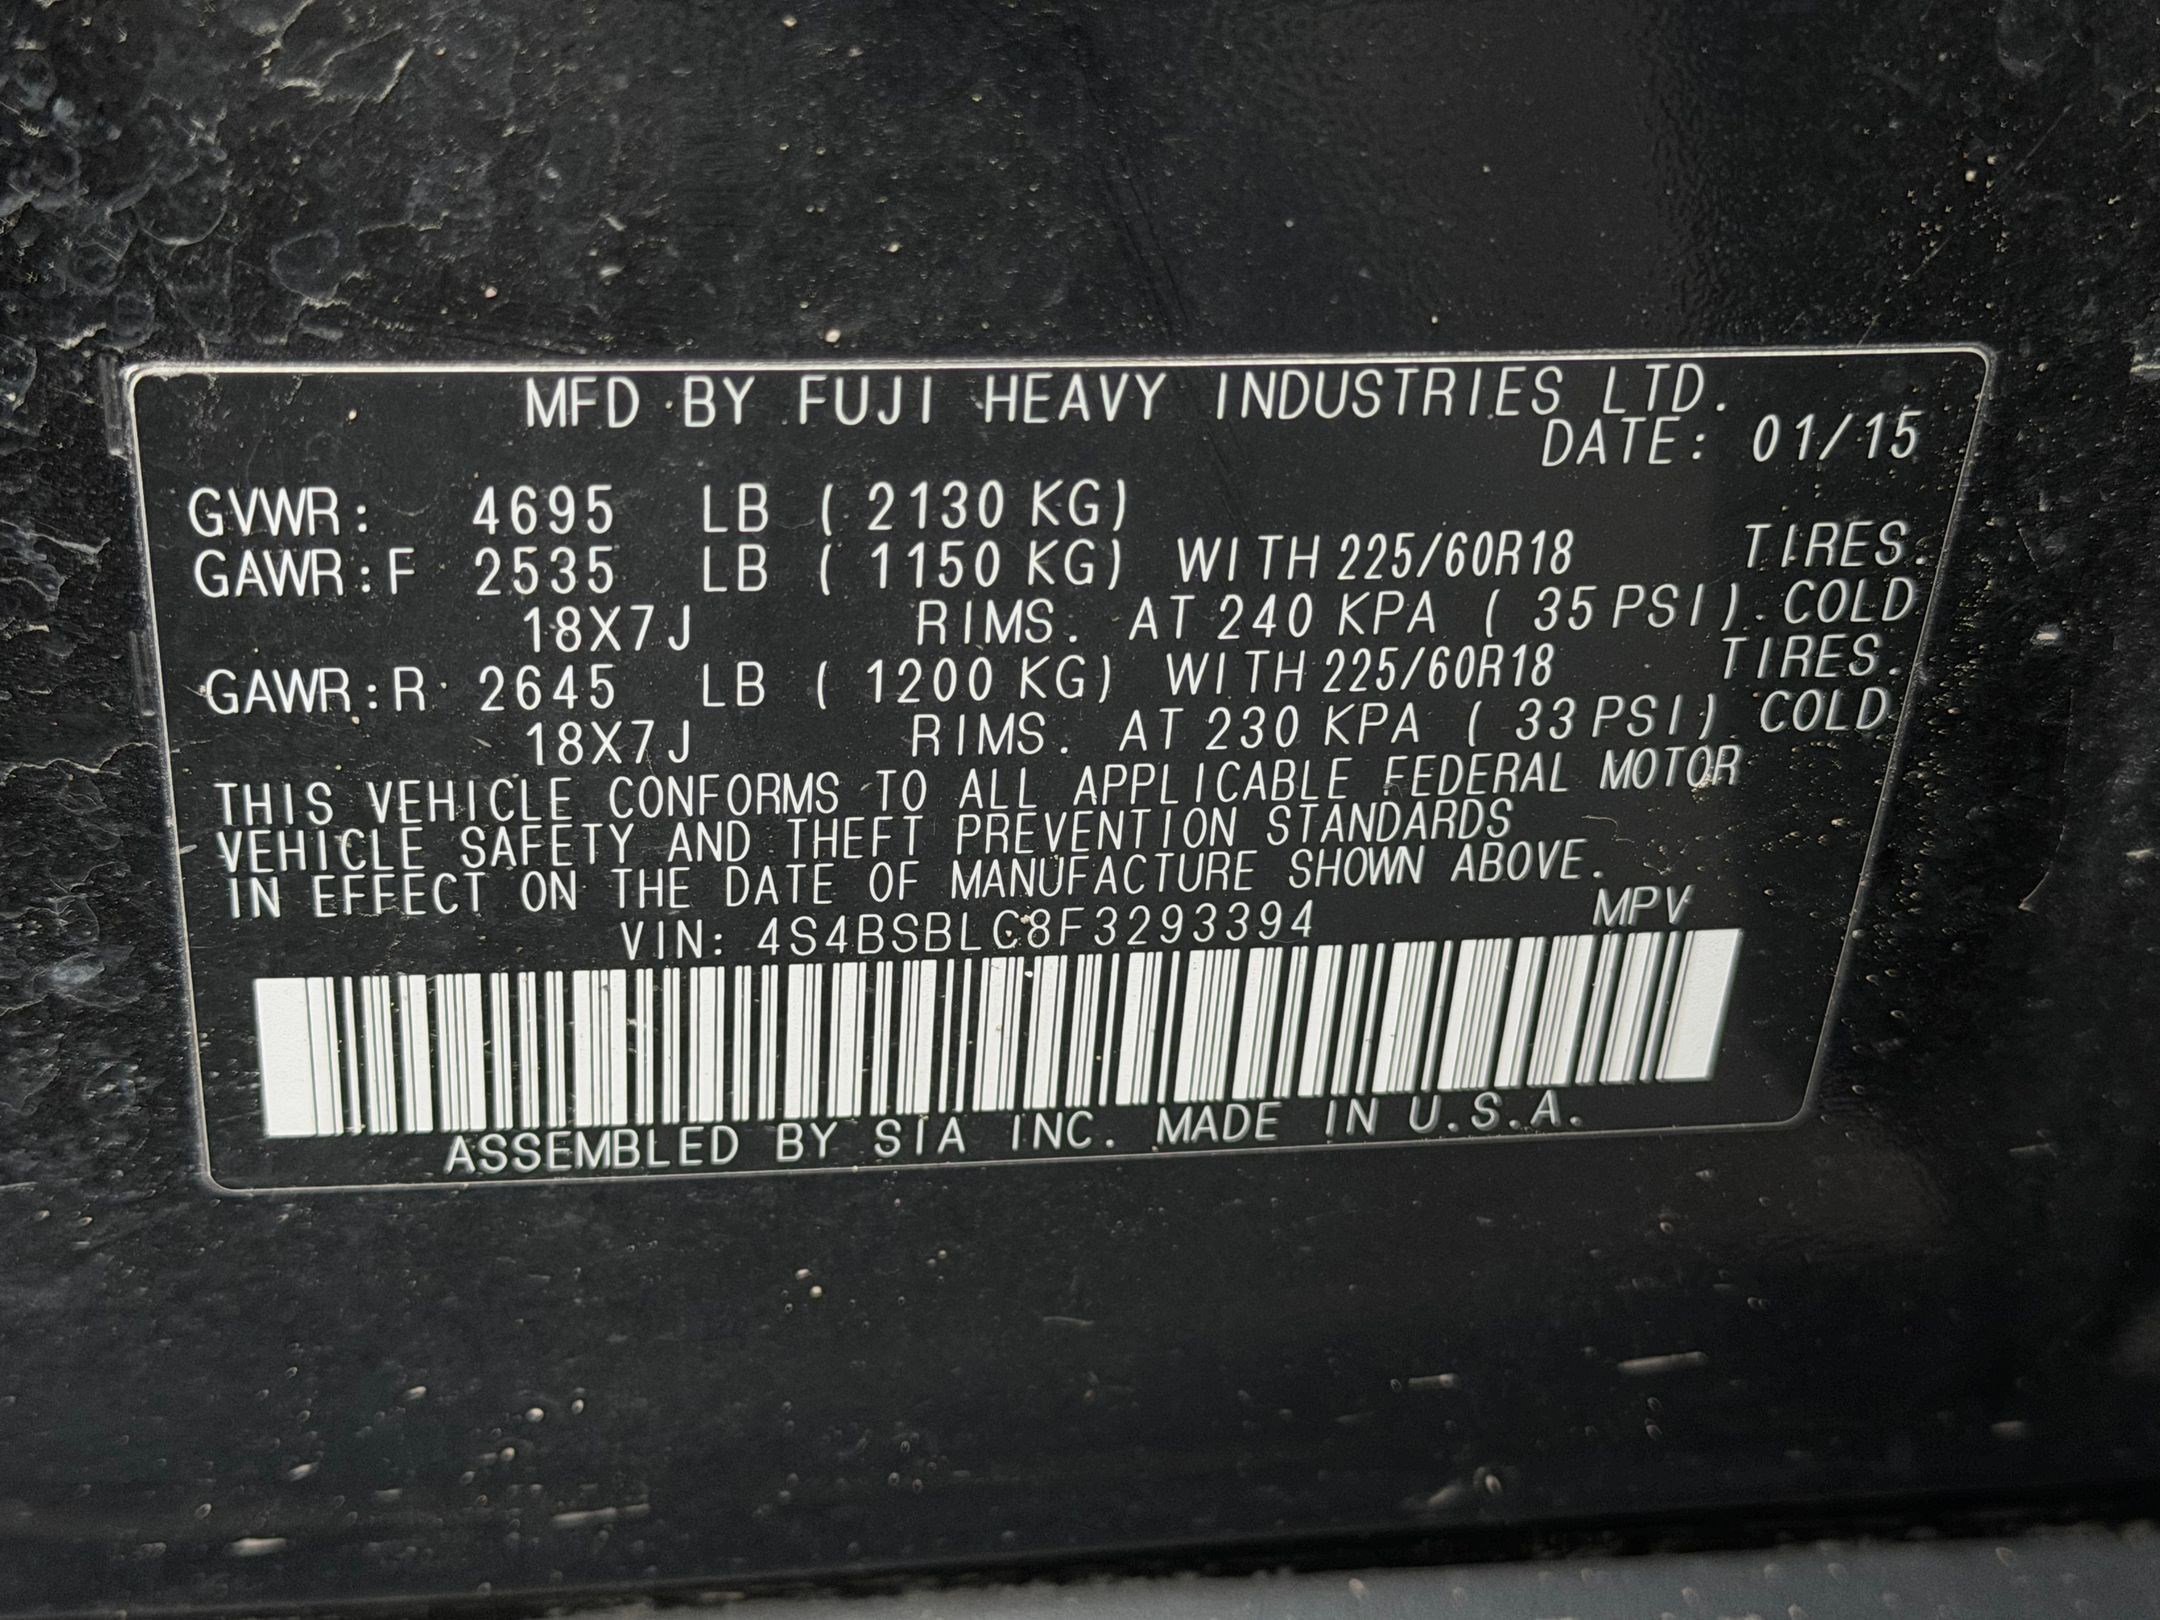 MFD BY FUJI HEAVY INDUSTRIES LTD.
DATE: 01/15
GVWR: 4695 LB (2130 KG)
GAWR:F 2535 LB (1150 KG) WITH 225/60R18 TIRES.
18X7J RIMS. AT 240 KPA (35 PSI) COLD
GAWR:R 2645 LB (1200 KG) WITH 225/60R18 TIRES.
18X7J RIMS. AT 230 KPA (33 PSI) COLD
THIS VEHICLE CONFORMS TO ALL APPLICABLE FEDERAL MOTOR
VEHICLE SAFETY AND THEFT PREVENTION STANDARDS
IN EFFECT ON THE DATE OF MANUFACTURE SHOWN ABOVE.
VIN: 4S4BSBLC8F3293394 MPV
ASSEMBLED BY SIA INC. MADE IN U.S.A.